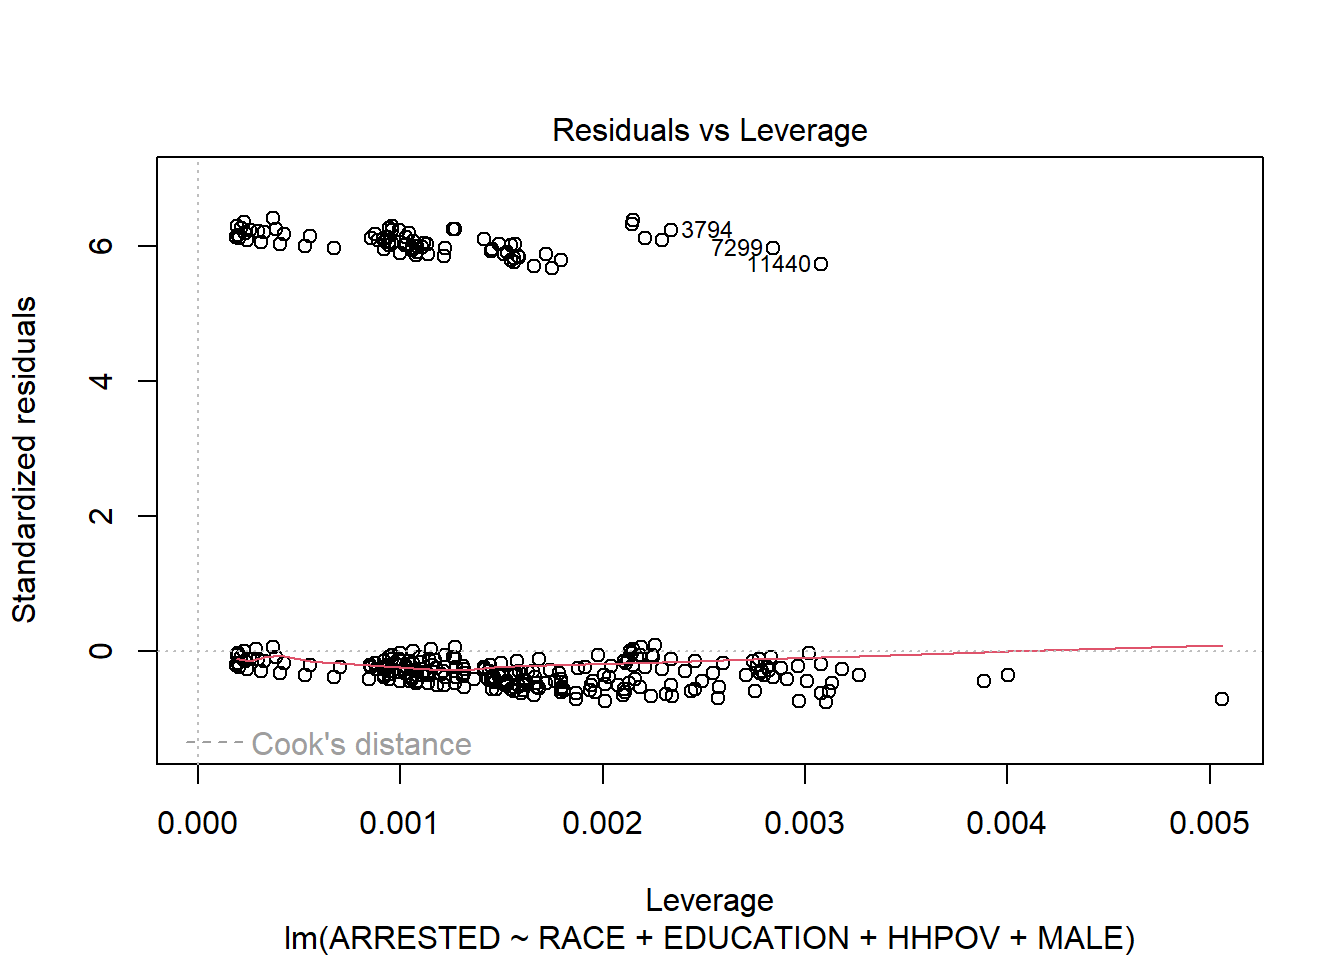 Residuals vs Leverage
Standardized residuals
6
4
2
0
3794
7299
11440
Cook's distance
0.000 0.001 0.002 0.003 0.004 0.005
Leverage
lm(ARRESTED ~ RACE + EDUCATION + HHPOV + MALE)